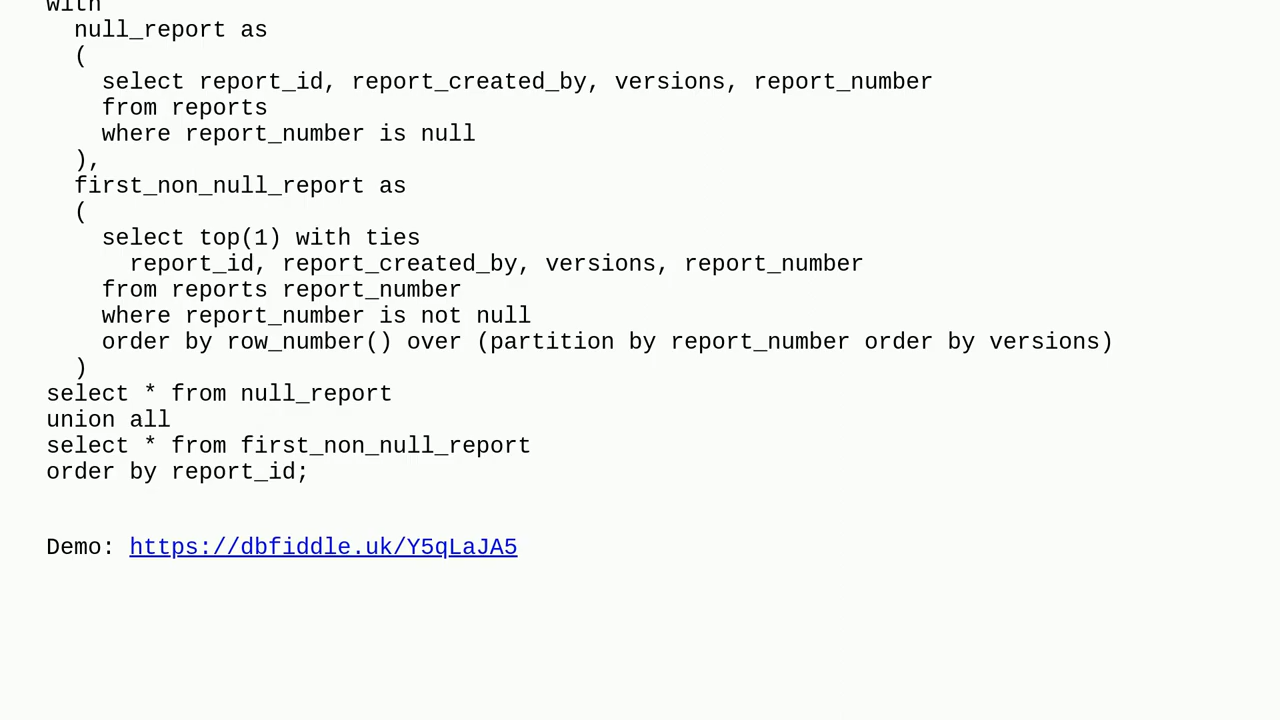 with
null_report as
(
select report_id, report_created_by, versions, report_number
from reports
where report_number is null
),
first_non_null_report as
(
select top(1) with ties
report_id, report_created_by, versions, report_number
from reports report_number
where report_number is not null
order by row_number() over (partition by report_number order by versions)
)
select * from null_report
union all
select * from first_non_null_report
order by report_id;
Demo: https://dbfiddle.uk/Y5qLaJA5